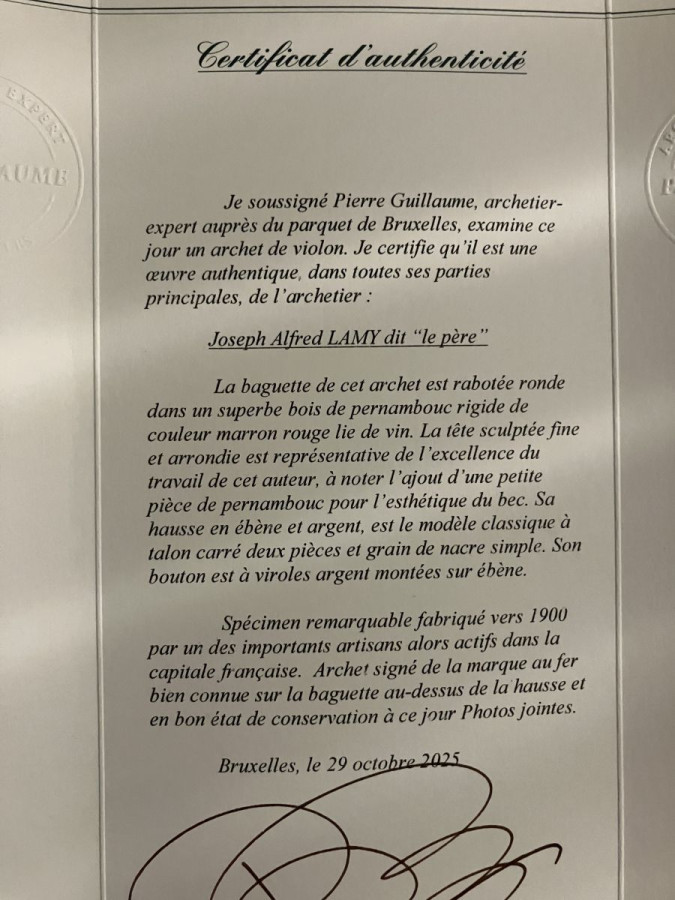 Certificat d'authenticité
EXPERT
AUME
Je soussigné Pierre Guillaume, archetier-
expert auprès du parquet de Bruxelles, examine ce
jour un archet de violon. Je certifie qu'il est une
œuvre authentique, dans toutes ses parties
principales, de l'archetier :
Joseph Alfred LAMY dit "le père"
La baguette de cet archet est rabotée ronde
dans un superbe bois de pernambouc rigide de
couleur marron rouge lie de vin. La tête sculptée fine
et arrondie est représentative de l'excellence du
travail de cet auteur, à noter l'ajout d'une petite
pièce de pernambouc pour l'esthétique du bec. Sa
hausse en ébène et argent, est le modèle classique à
talon carré deux pièces et grain de nacre simple. Son
bouton est à viroles argent montées sur ébène.
Spécimen remarquable fabriqué vers 1900
par un des importants artisans alors actifs dans la
capitale française. Archet signé de la marque au fer
bien connue sur la baguette au-dessus de la hausse et
en bon état de conservation à ce jour Photos jointes.
Bruxelles, le 29 octobre 2025